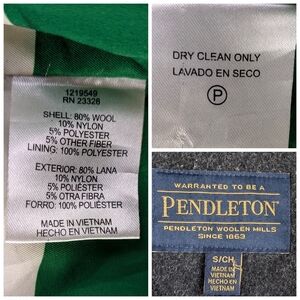 1219549
RN 23328
SHELL: 80% WOOL
10% NYLON
5% POLYESTER
5% OTHER FIBER
LINING: 100% POLYESTER
EXTERIOR: 80% LANA
10% NYLON
5% POLIÉSTER
5% OTRA FIBRA
FORRO: 100% POLIÉSTER
MADE IN VIETNAM
HECHO EN VIETNAM
DRY CLEAN ONLY
LAVADO EN SECO
P
WARRANTED TO BE A
PENDLETON
PENDLETON WOOLEN MILLS
SINCE 1863
S/CH
MADE IN
VIETNAM
HECHO EN
VIETNAM